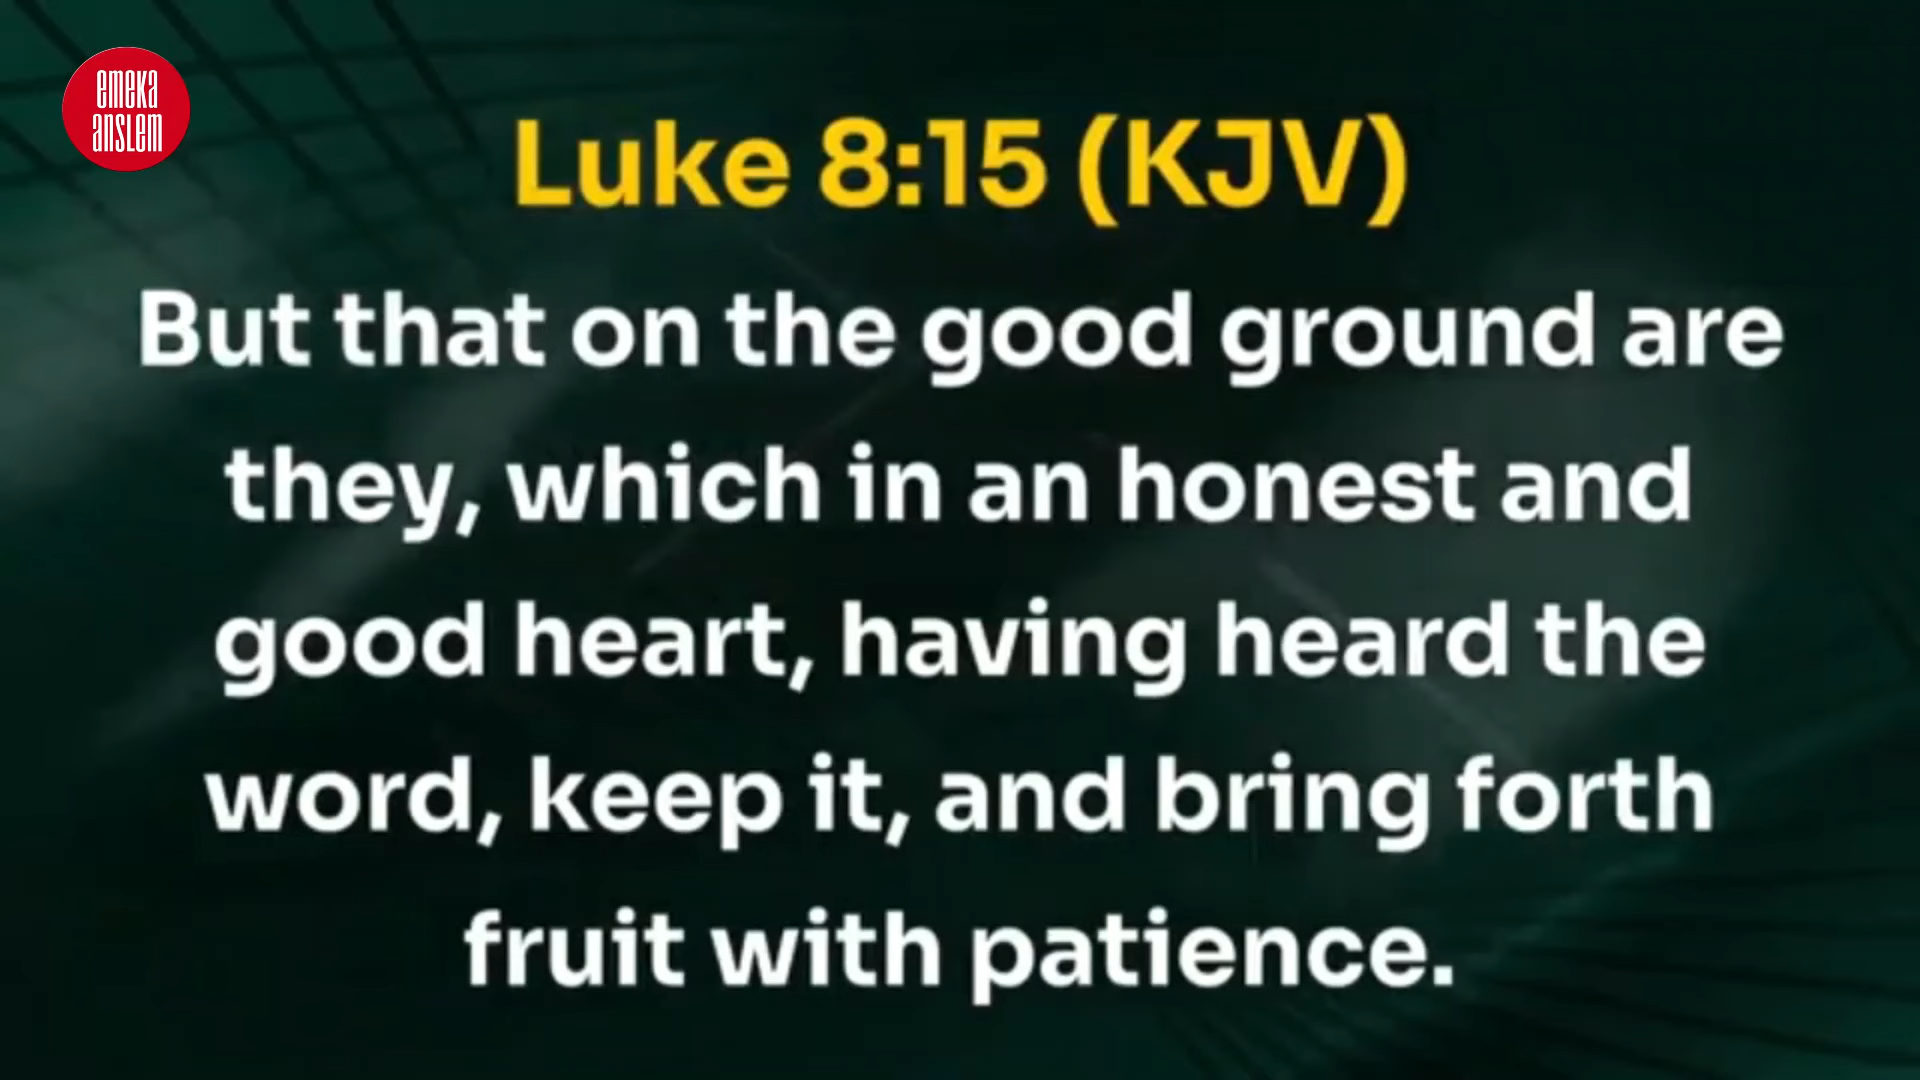 emeka
anslem
Luke 8:15 (KJV)
But that on the good ground are
they, which in an honest and
good heart, having heard the
word, keep it, and bring forth
fruit with patience.